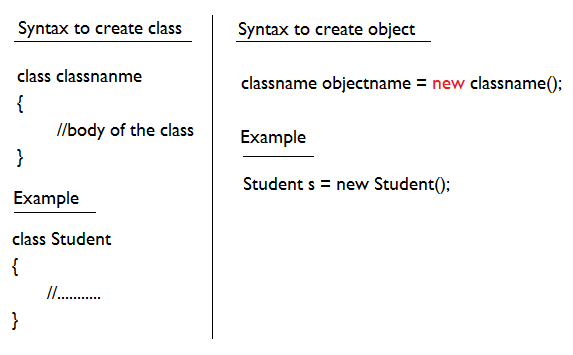 Syntax to create class
class classnanme
{
//body of the class
}
Example
class Student
{
//...........
}
Syntax to create object
classname objectname = new classname();
Example
Student s = new Student();